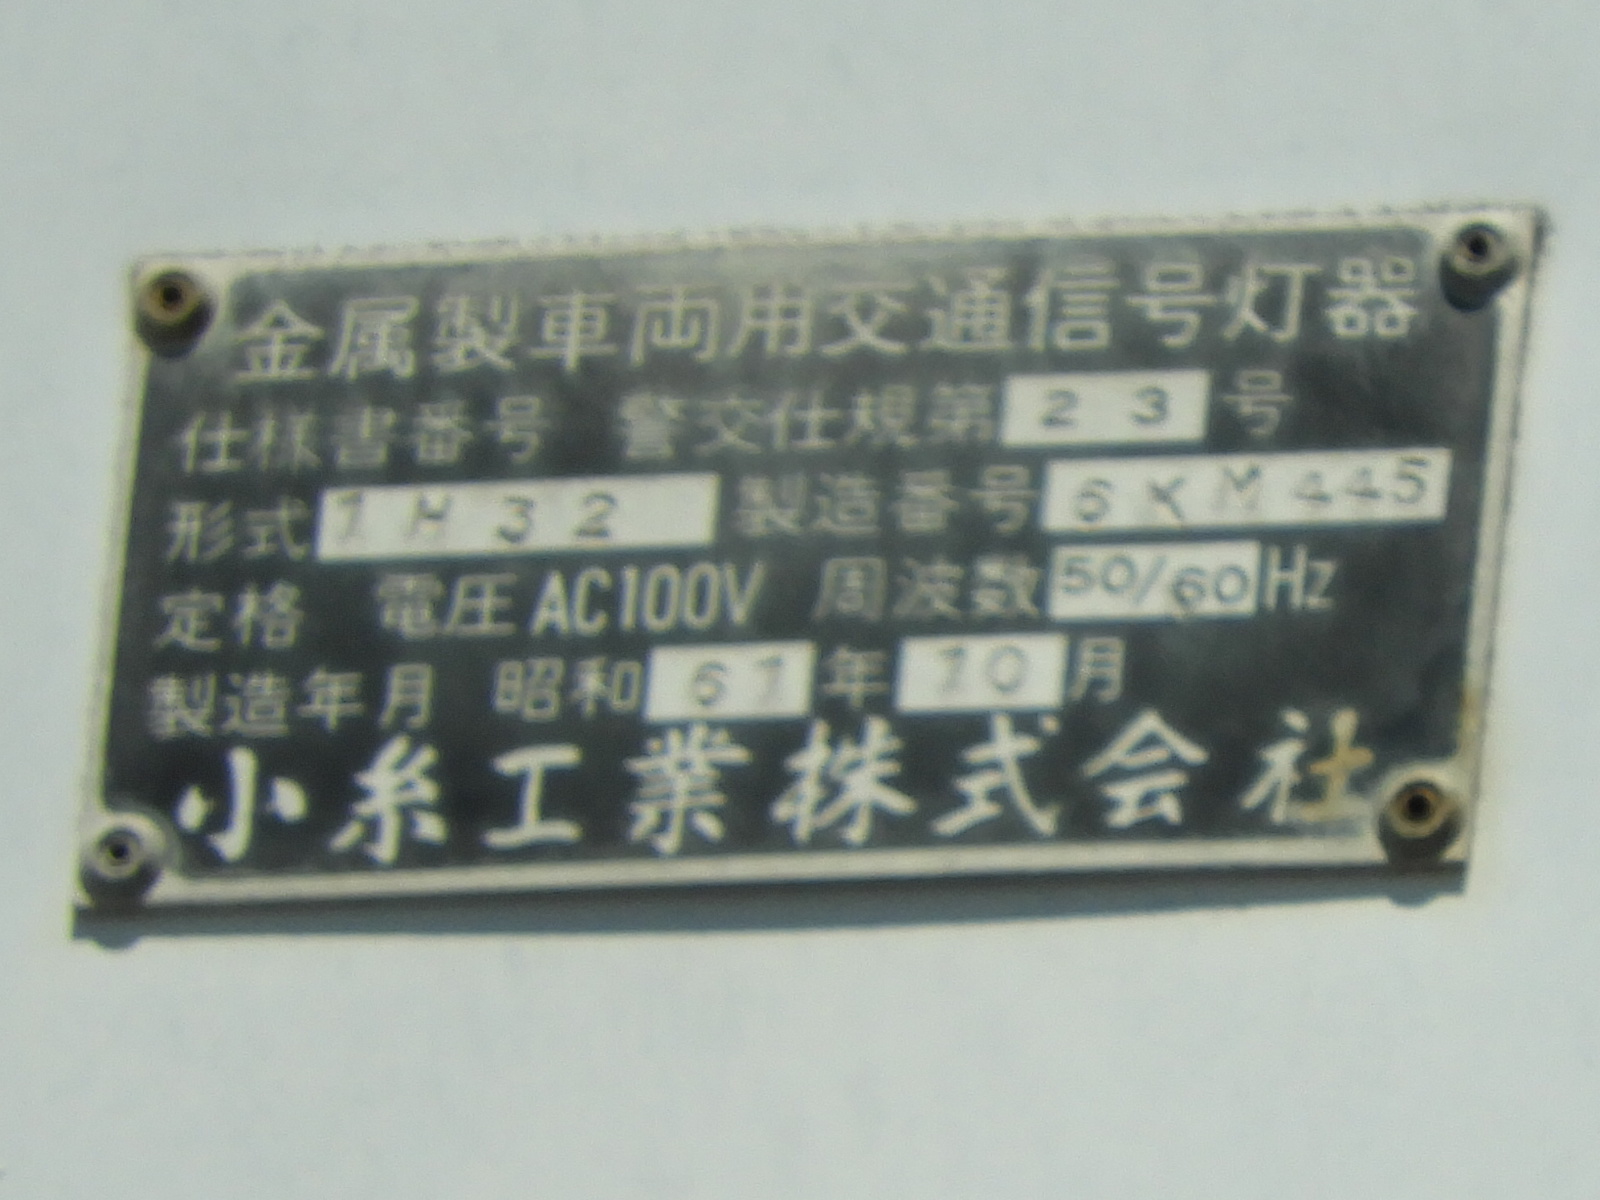 金属製車両用交通信号灯器
仕様書番号 警交仕規第 23 号
形式 1H32 製造番号 6KM445
定格 電圧 AC100V 周波数 50/60 Hz
製造年月 昭和 61 年 10 月
小糸工業株式会社